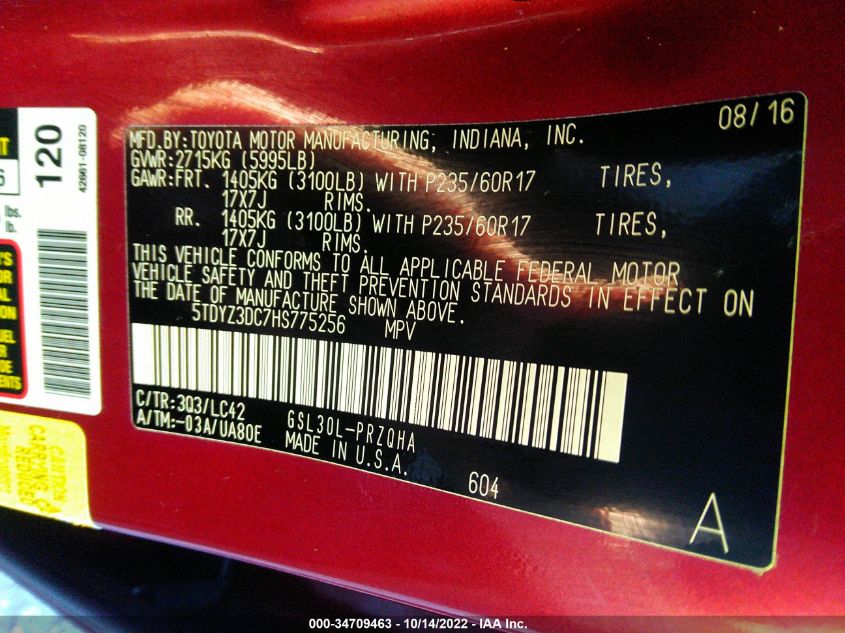 08/16
MFD.BY:TOYOTA MOTOR MANUFACTURING, INDIANA, INC.
GVWR:2715KG (5995LB)
GAWR:FRT. 1405KG (3100LB) WITH P235/60R17 TIRES,
17X7J RIMS.
RR. 1405KG (3100LB) WITH P235/60R17 TIRES,
17X7J RIMS.
THIS VEHICLE CONFORMS TO ALL APPLICABLE FEDERAL MOTOR
VEHICLE SAFETY AND THEFT PREVENTION STANDARDS IN EFFECT ON
THE DATE OF MANUFACTURE SHOWN ABOVE.
5TDYZ3DC7HS775256 MPV
C/TR:3Q3/LC42 GSL30L-PRZQHA
A/TM:-03A/UA80E MADE IN U.S.A.
604
A
120
42661-08120
lbs.
lb.
CAUTION
000-34709463 - 10/14/2022 - IAA Inc.